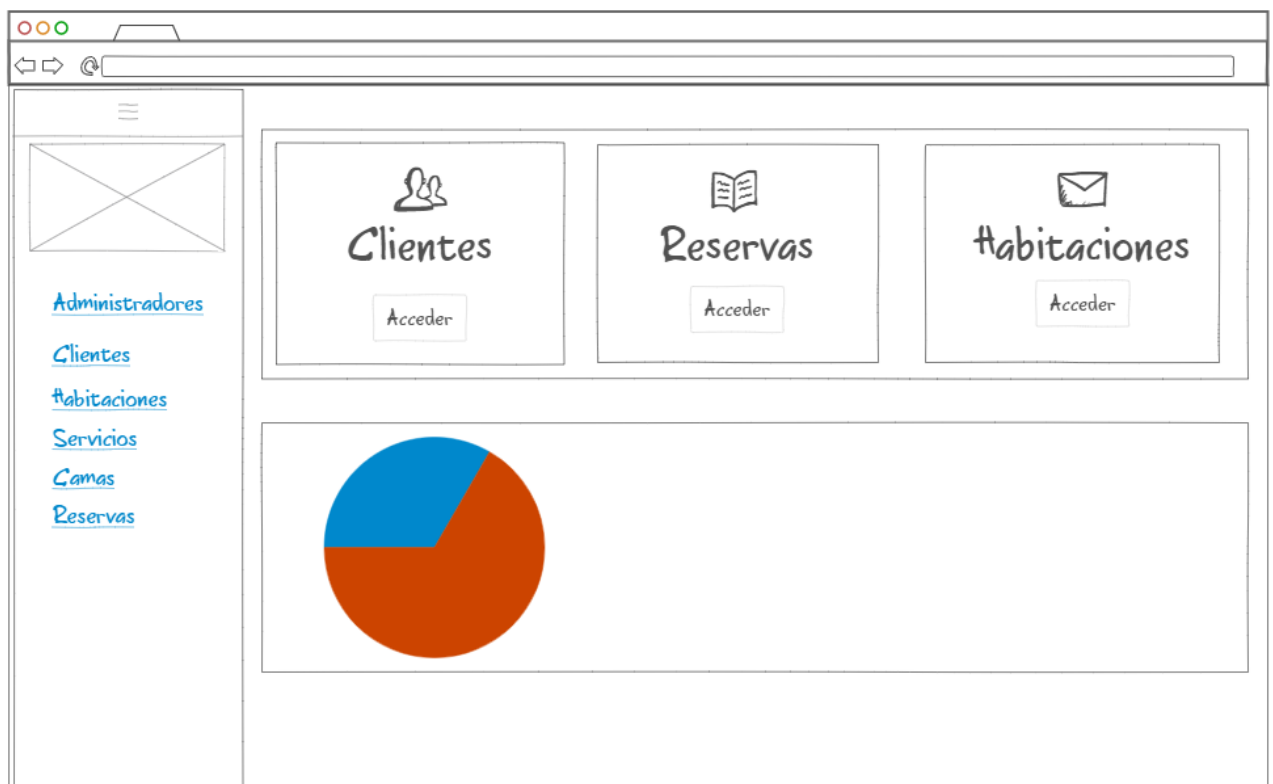 Administradores
Clientes
Habitaciones
Servicios
Camas
Reservas
Clientes
Acceder
Reservas
Acceder
Habitaciones
Acceder